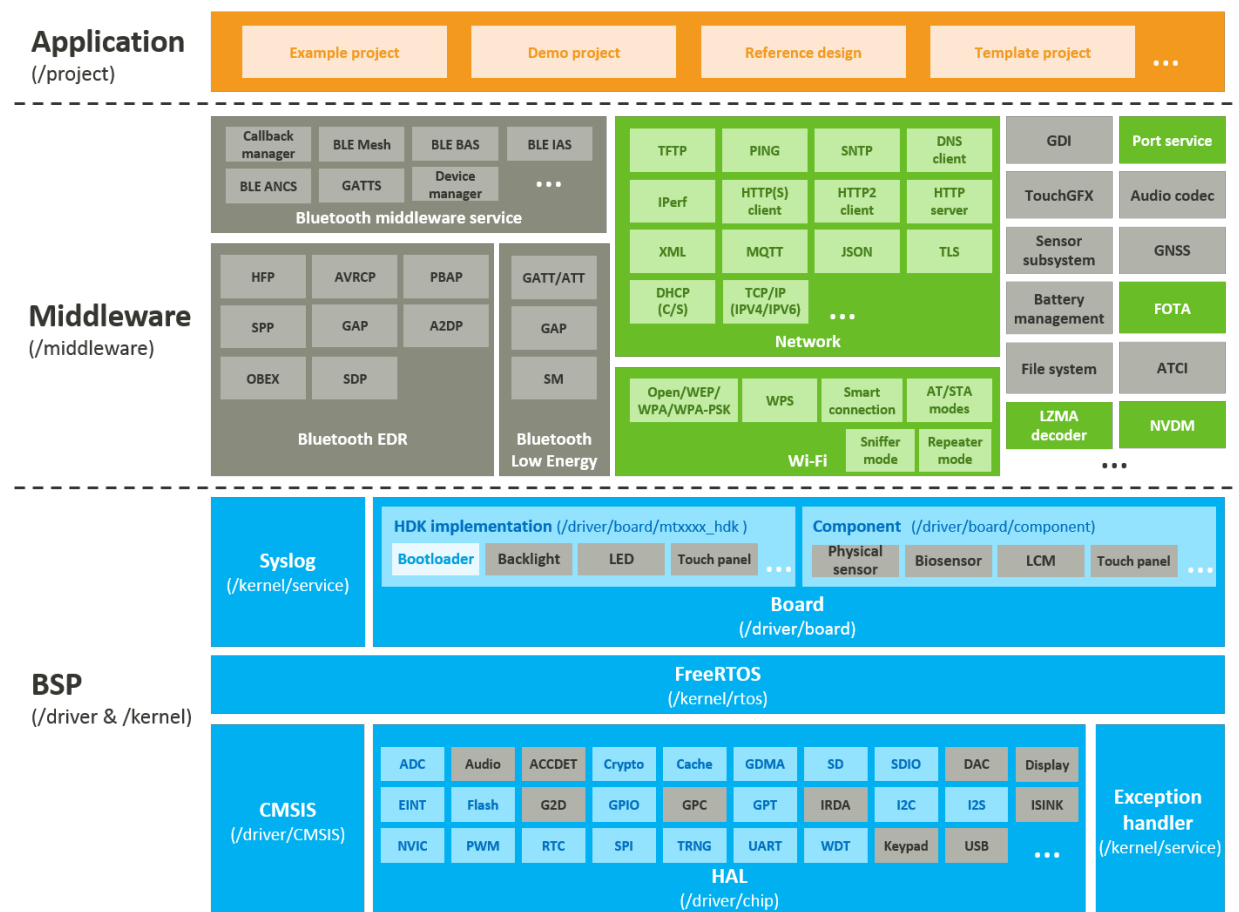 Application
(/project)
Example project
Demo project
Reference design
Template project
...
Middleware
(/middleware)
Callback
manager
BLE Mesh
BLE BAS
BLE IAS
BLE ANCS
GATTS
Device
manager
...
Bluetooth middleware service
HFP
AVRCP
PBAP
SPP
GAP
A2DP
OBEX
SDP
Bluetooth EDR
GATT/ATT
GAP
SM
Bluetooth
Low Energy
TFTP
PING
SNTP
DNS
client
IPerf
HTTP(S)
client
HTTP2
client
HTTP
server
XML
MQTT
JSON
TLS
DHCP
(C/S)
TCP/IP
(IPV4/IPV6)
...
Network
Open/WEP/
WPA/WPA-PSK
WPS
Smart
connection
AT/STA
modes
Wi-Fi
Sniffer
mode
Repeater
mode
GDI
Port service
TouchGFX
Audio codec
Sensor
subsystem
GNSS
Battery
management
FOTA
File system
ATCI
LZMA
decoder
NVDM
...
BSP
(/driver & /kernel)
Syslog
(/kernel/service)
HDK implementation (/driver/board/mtxxxx_hdk )
Bootloader
Backlight
LED
Touch panel
...
Component (/driver/board/component)
Physical
sensor
Biosensor
LCM
Touch panel
...
Board
(/driver/board)
FreeRTOS
(/kernel/rtos)
CMSIS
(/driver/CMSIS)
ADC
Audio
ACCDET
Crypto
Cache
GDMA
SD
SDIO
DAC
Display
EINT
Flash
G2D
GPIO
GPC
GPT
IRDA
I2C
I2S
ISINK
NVIC
PWM
RTC
SPI
TRNG
UART
WDT
Keypad
USB
...
HAL
(/driver/chip)
Exception
handler
(/kernel/service)